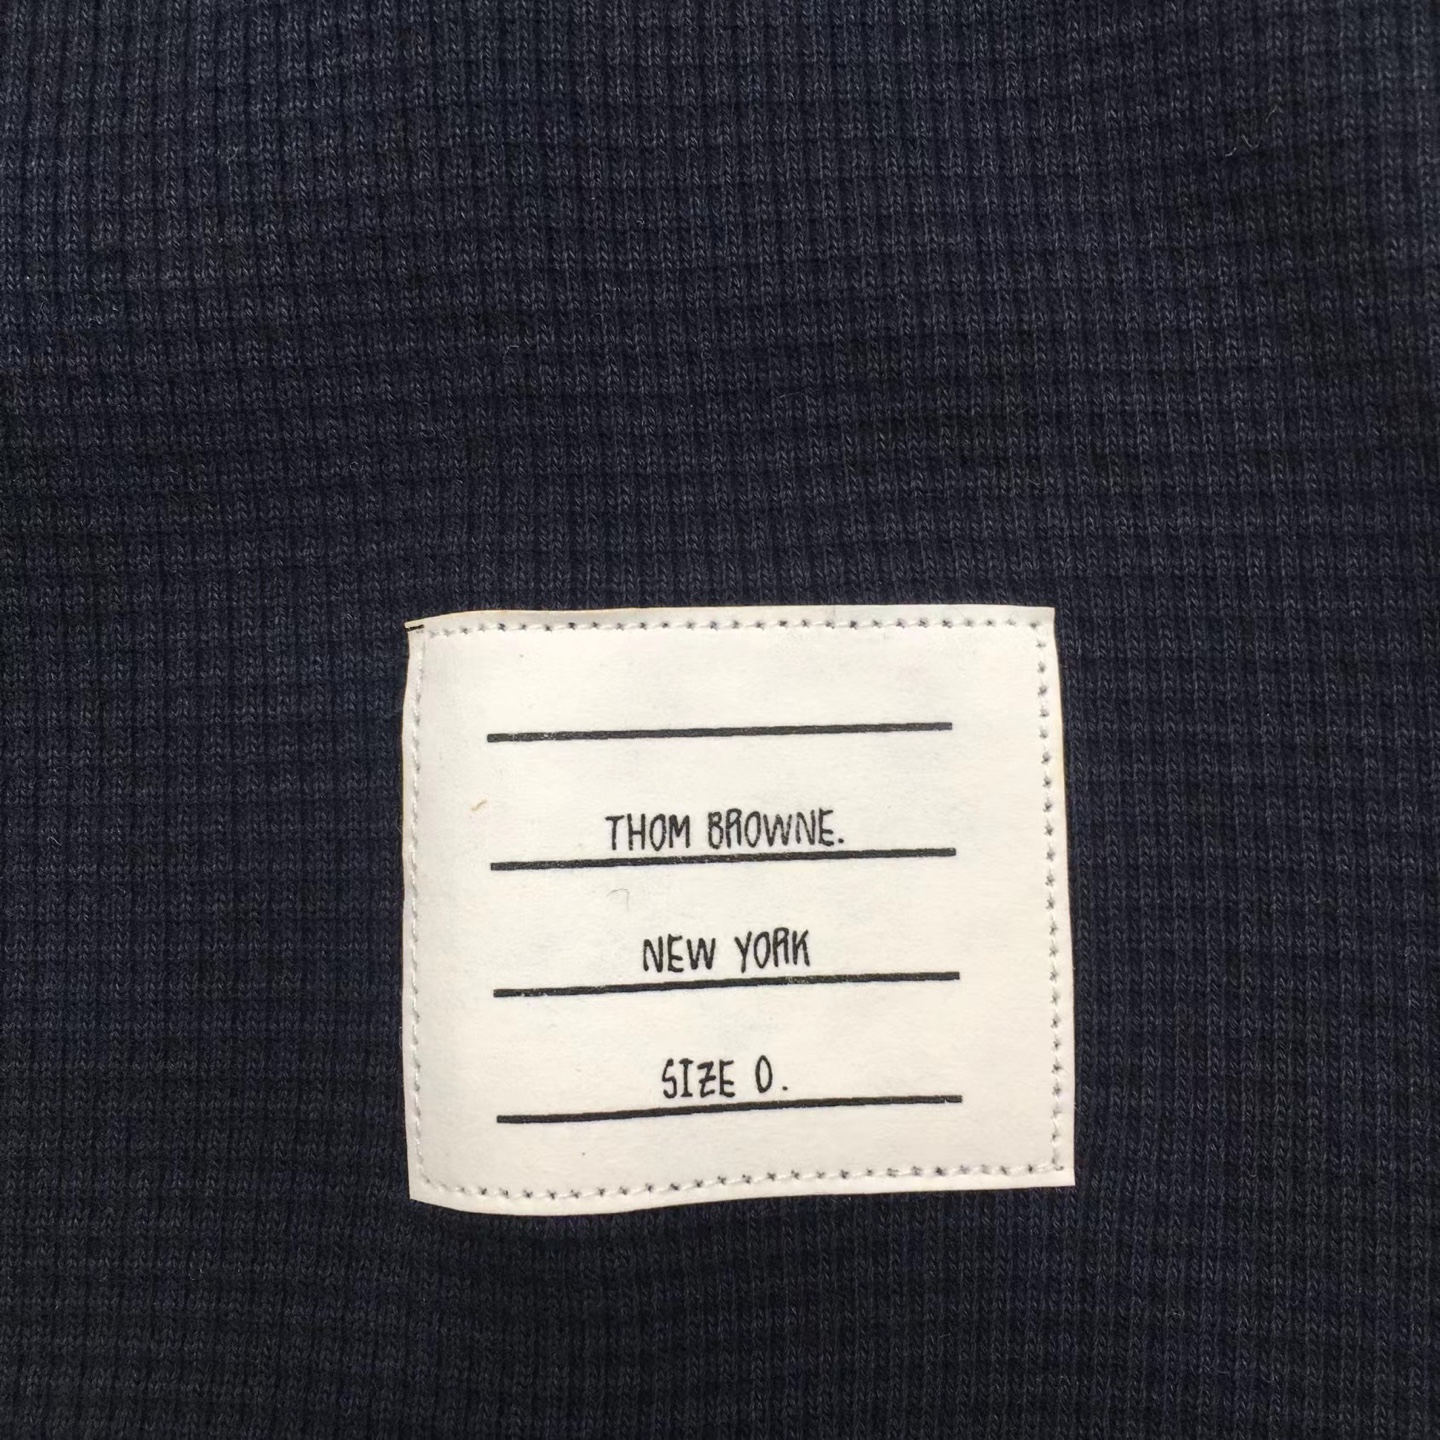 THOM BROWNE.
NEW YORK
SIZE 0.